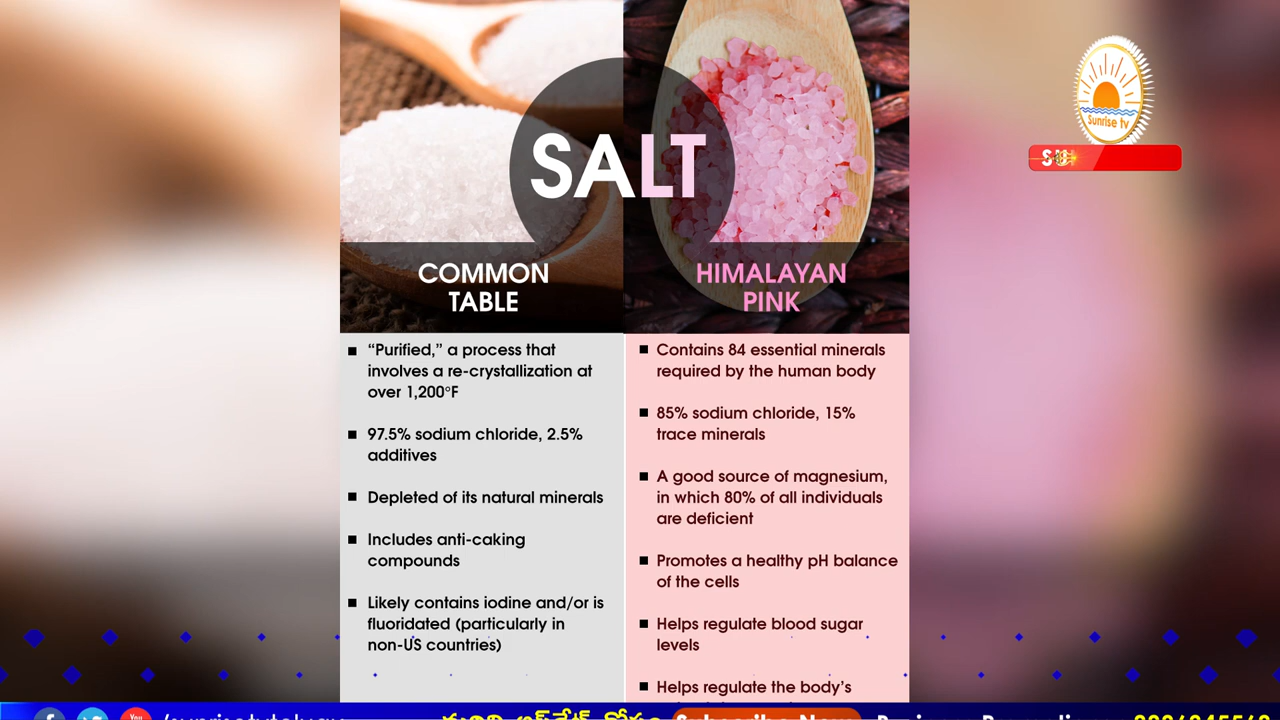 Sunrise tv
SALT
COMMON
TABLE
“Purified,” a process that
involves a re-crystallization at
over 1,200°F
97.5% sodium chloride, 2.5%
additives
Depleted of its natural minerals
Includes anti-caking
compounds
Likely contains iodine and/or is
fluoridated (particularly in
non-US countries)
HIMALAYAN
PINK
Contains 84 essential minerals
required by the human body
85% sodium chloride, 15%
trace minerals
A good source of magnesium,
in which 80% of all individuals
are deficient
Promotes a healthy pH balance
of the cells
Helps regulate blood sugar
levels
Helps regulate the body’s
You
Subscribe Now